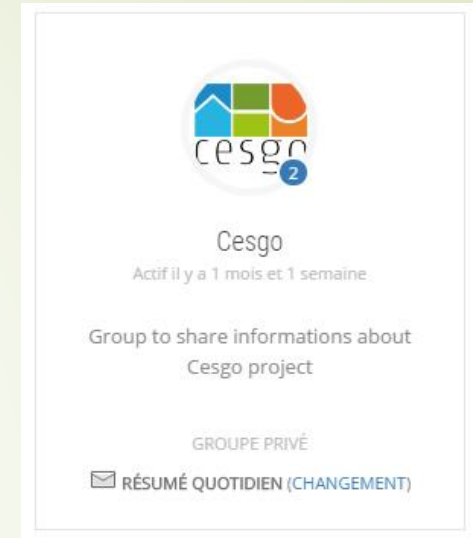 cesgo
2
Cesgo
Actif il y a 1 mois et 1 semaine
Group to share informations about
Cesgo project
GROUPE PRIVÉ
RÉSUMÉ QUOTIDIEN (CHANGEMENT)